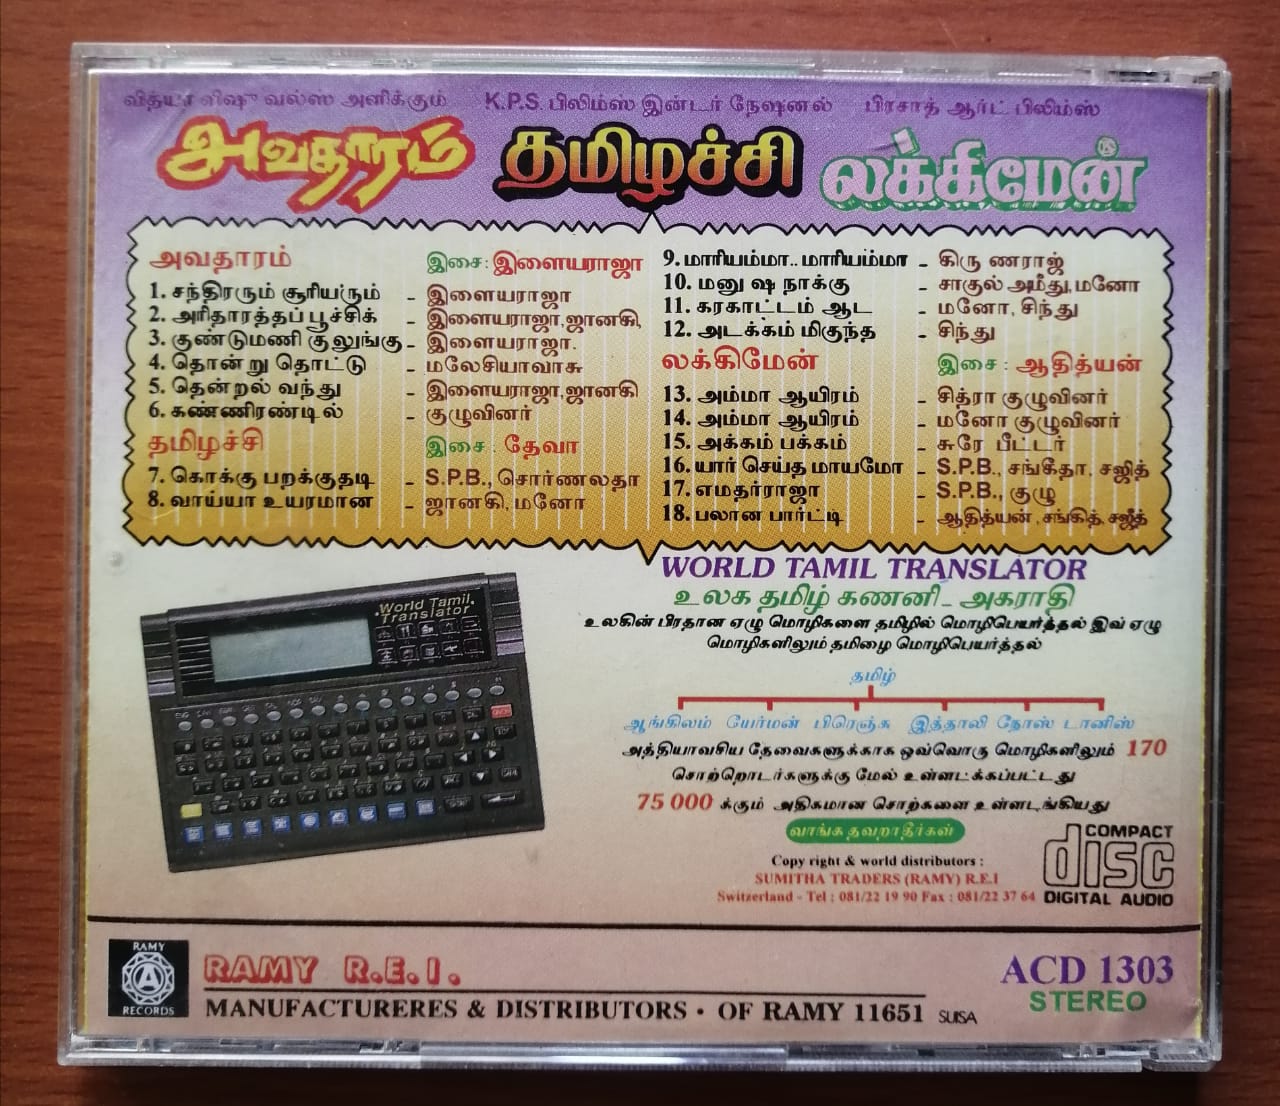 வித்யா விஷுவல்ஸ் அளிக்கும் K.P.S. பிலிம்ஸ் இன்டர் நேஷனல் பிரசாத் ஆர்ட் பிலிம்ஸ்
அவதாரம் தமிழச்சி லக்கிமேன்
அவதாரம் இசை: இளையராஜா
1. சந்திரரும் சூரியரும் - இளையராஜா
2. அரிதாரத்தப் பூச்சிக் - இளையராஜா,ஜானகி,
3. குண்டுமணி குலுங்கு - இளையராஜா.
4. தொன்று தொட்டு - மலேசியாவாசு
5. தென்றல் வந்து - இளையராஜா,ஜானகி
6. கண்ணிரண்டில் - குழுவினர்
தமிழச்சி இசை : தேவா
7. கொக்கு பறக்குதடி - S.P.B., சொர்ணலதா
8. வாய்யா உயரமான - ஜானகி, மனோ
9. மாரியம்மா.. மாரியம்மா - கிரு ணராஜ்
10. மனு ஷ நாக்கு - சாகுல் அமீது,மனோ
11. கரகாட்டம் ஆட - மனோ, சிந்து
12. அடக்கம் மிகுந்த - சிந்து
லக்கிமேன் இசை : ஆதித்யன்
13. அம்மா ஆயிரம் - சித்ரா குழுவினர்
14. அம்மா ஆயிரம் - மனோ குழுவினர்
15. அக்கம் பக்கம் - சுரே பீட்டர்
16. யார் செய்த மாயமோ - S.P.B., சங்கீதா, சஜித்
17. எமதர்ராஜா - S.P.B., குழு
18. பலான பார்ட்டி - ஆதித்யன், சங்கித், சஜீத்
WORLD TAMIL TRANSLATOR
உலக தமிழ் கணனி - அகராதி
உலகின் பிரதான ஏழு மொழிகளை தமிழில் மொழிபெயர்த்தல் இவ் ஏழு
மொழிகளிலும் தமிழை மொழிபெயர்த்தல்
தமிழ்
ஆங்கிலம் யேர்மன் பிரெஞ்சு இத்தாலி நோஸ் டானிஸ்
அத்தியாவசிய தேவைகளுக்காக ஒவ்வொரு மொழிகளிலும் 170
சொற்றொடர்களுக்கு மேல் உள்ளடக்கப்பட்டது
75 000 க்கும் அதிகமான சொற்களை உள்ளடங்கியது
வாங்க தவறாதீர்கள்
World Tamil
Translator
Copy right & world distributors :
SUMITHA TRADERS (RAMY) R.E.I
Switzerland - Tel : 081/22 19 90 Fax : 081/22 37 64
COMPACT
disc
DIGITAL AUDIO
RAMY
A
RECORDS
RAMY R.E.I.
MANUFACTURERES & DISTRIBUTORS · OF RAMY 11651 SUISA
ACD 1303
STEREO